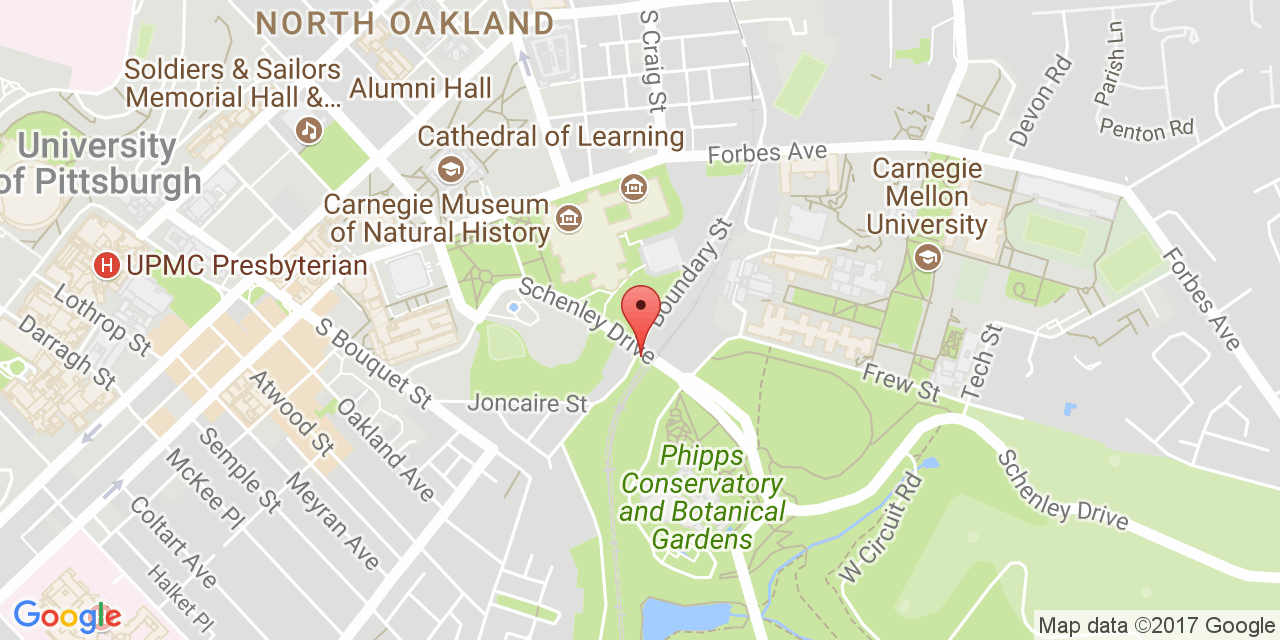 NORTH OAKLAND
S Craig St
Soldiers & Sailors
Memorial Hall &...
Alumni Hall
Parish Ln
Devon Rd
Penton Rd
University
of Pittsburgh
Cathedral of Learning
Forbes Ave
Carnegie
Mellon
University
Carnegie Museum
of Natural History
Boundary St
H UPMC Presbyterian
Forbes Ave
Lothrop St
Schenley Drive
Darragh St
S Bouquet St
Tech St
Frew St
Joncaire St
Atwood St
Oakland Ave
Semple St
McKee Pl
Meyran Ave
Phipps
Conservatory
and Botanical
Gardens
Schenley Drive
W Circuit Rd
Coltart Ave
Halket Pl
Google
Map data ©2017 Google